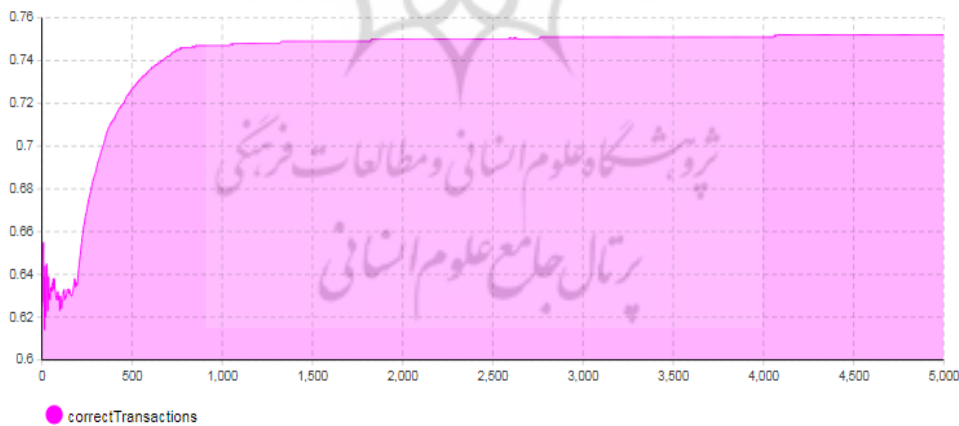 0.76
0.74
0.72
0.7
0.68
0.66
0.64
0.62
0.6
0 500 1,000 1,500 2,000 2,500 3,000 3,500 4,000 4,500 5,000
correctTransactions
پژوهشگاه علوم انسانی و مطالعات فرهنگی
پرتال جامع علوم انسانی